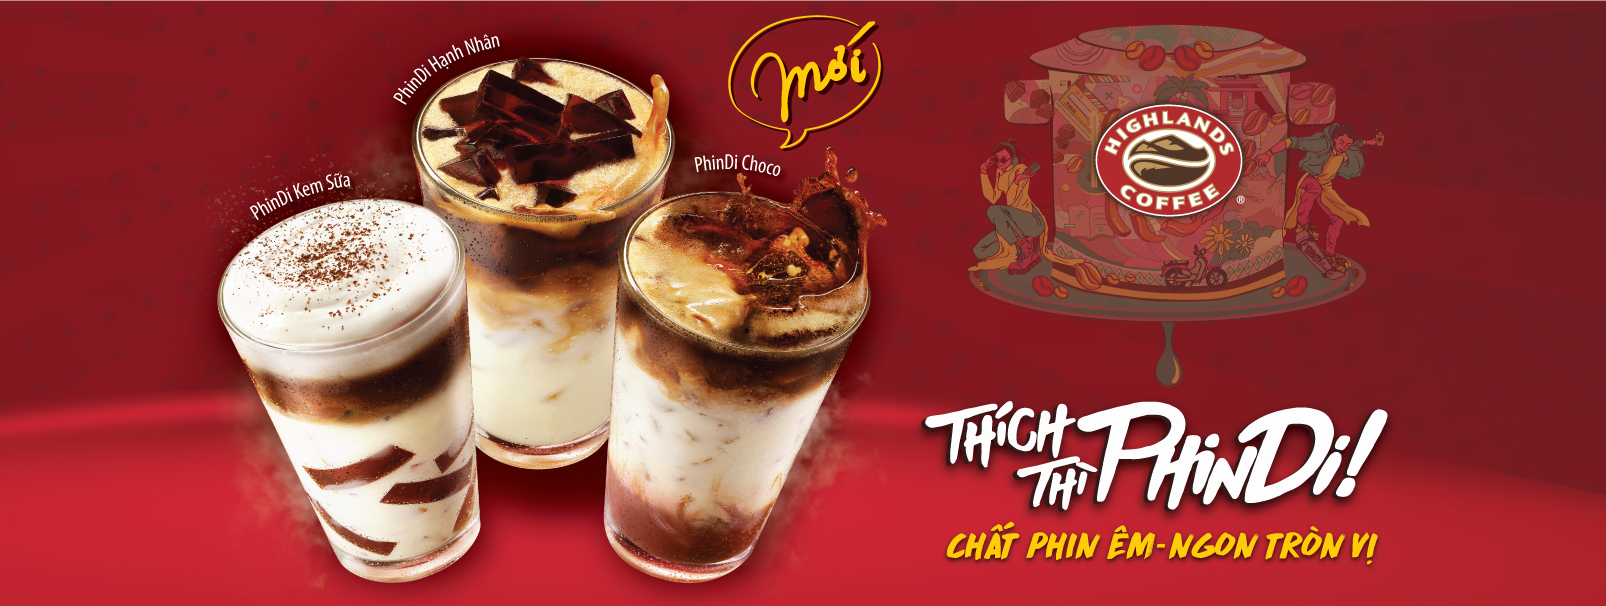 PhinDi Hạnh Nhân
PhinDi Kem Sữa
PhinDi Choco
Mới
HIGHLANDS
COFFEE
®
THÍCH
THÌ PHINDI!
CHẤT PHIN ÊM-NGON TRÒN VỊ